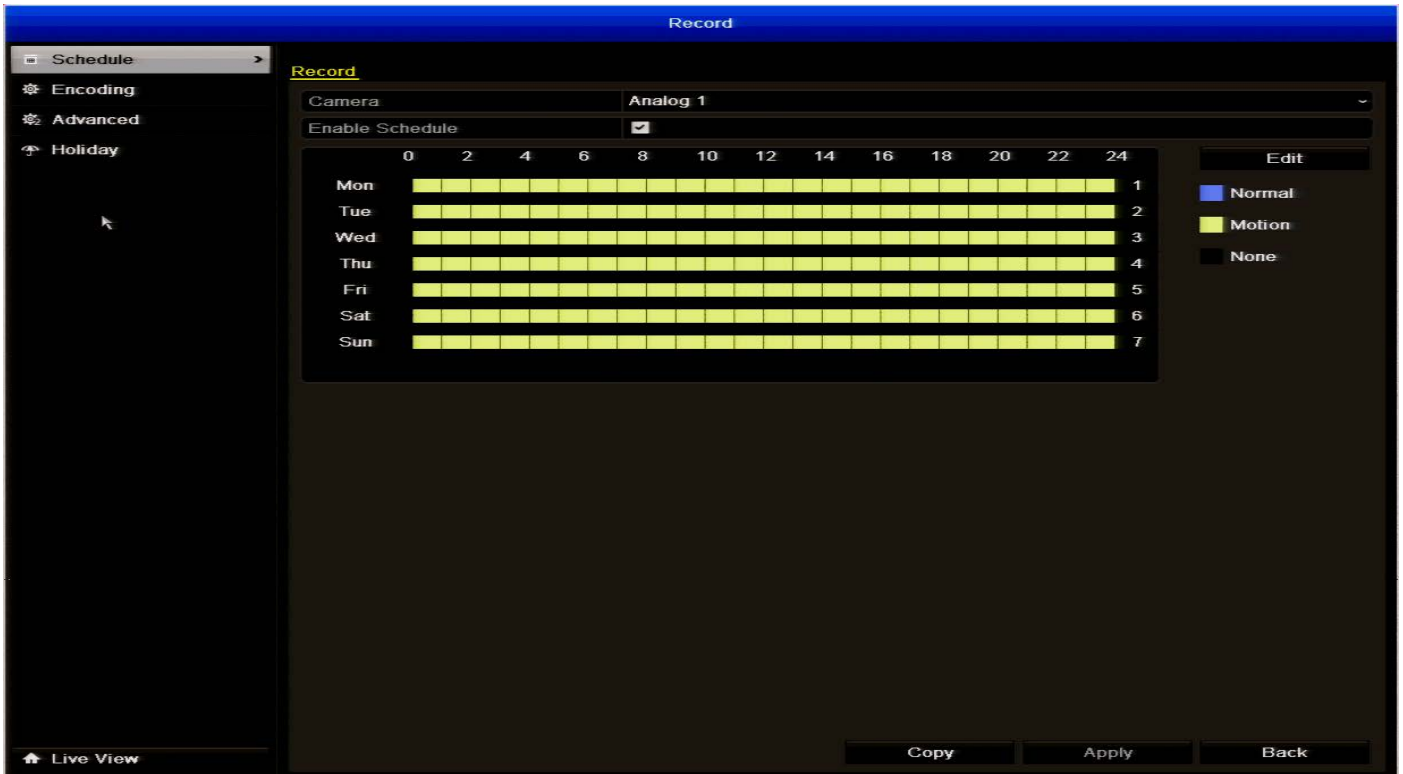 Record
Schedule >
Encoding
Advanced
Holiday
Record
Camera Analog 1
Enable Schedule
0 2 4 6 8 10 12 14 16 18 20 22 24
Edit
Mon 1
Tue 2
Wed 3
Thu 4
Fri 5
Sat 6
Sun 7
Normal
Motion
None
Live View
Copy Apply Back